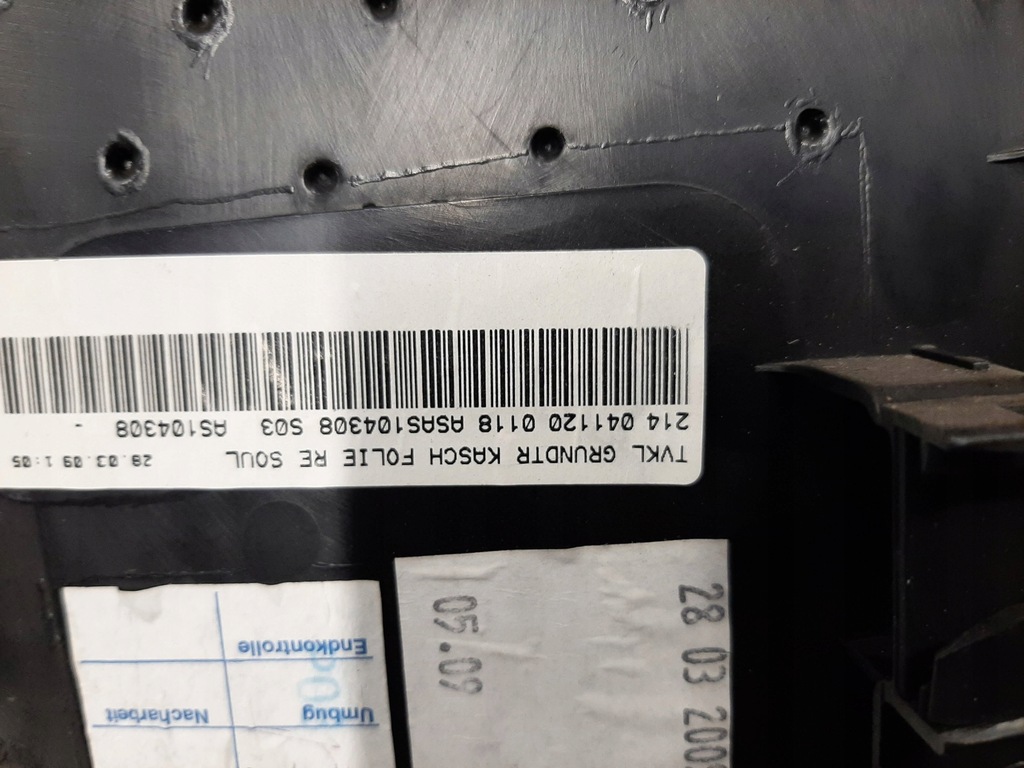 TVKL GRUNDTR KASCH FOLIE RE SOUL 28.03.09 1:05
214 041120 0118 ASAS104308 S03 AS104308 -
28 03 200
05.09
Umbug Nacharbeit
Endkontrolle